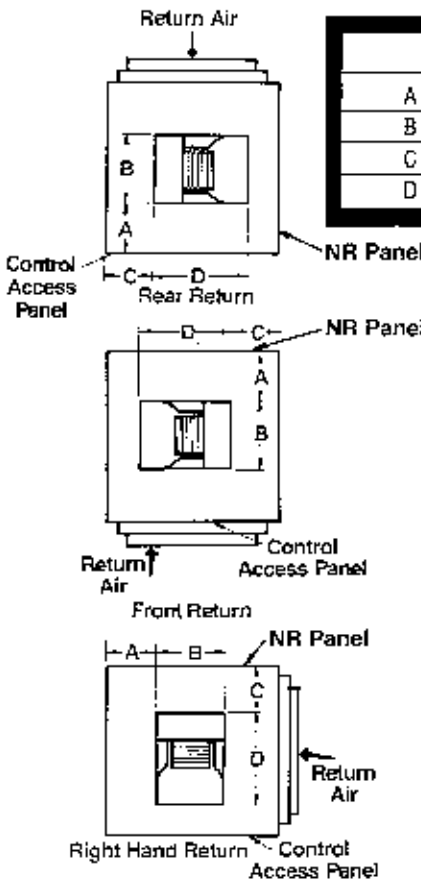 Return Air
A
B
C
D
B
A
NR Panel
Control
Access
Panel
C D
Rear Return
D C
NR Panel
A
B
Control
Access Panel
Return
Air
Front Return
NR Panel
A B
C
D
Return
Air
Right Hand Return
Control
Access Panel